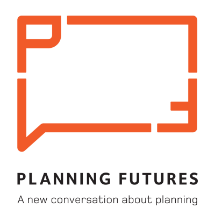 P
F
PLANNING FUTURES
A new conversation about planning